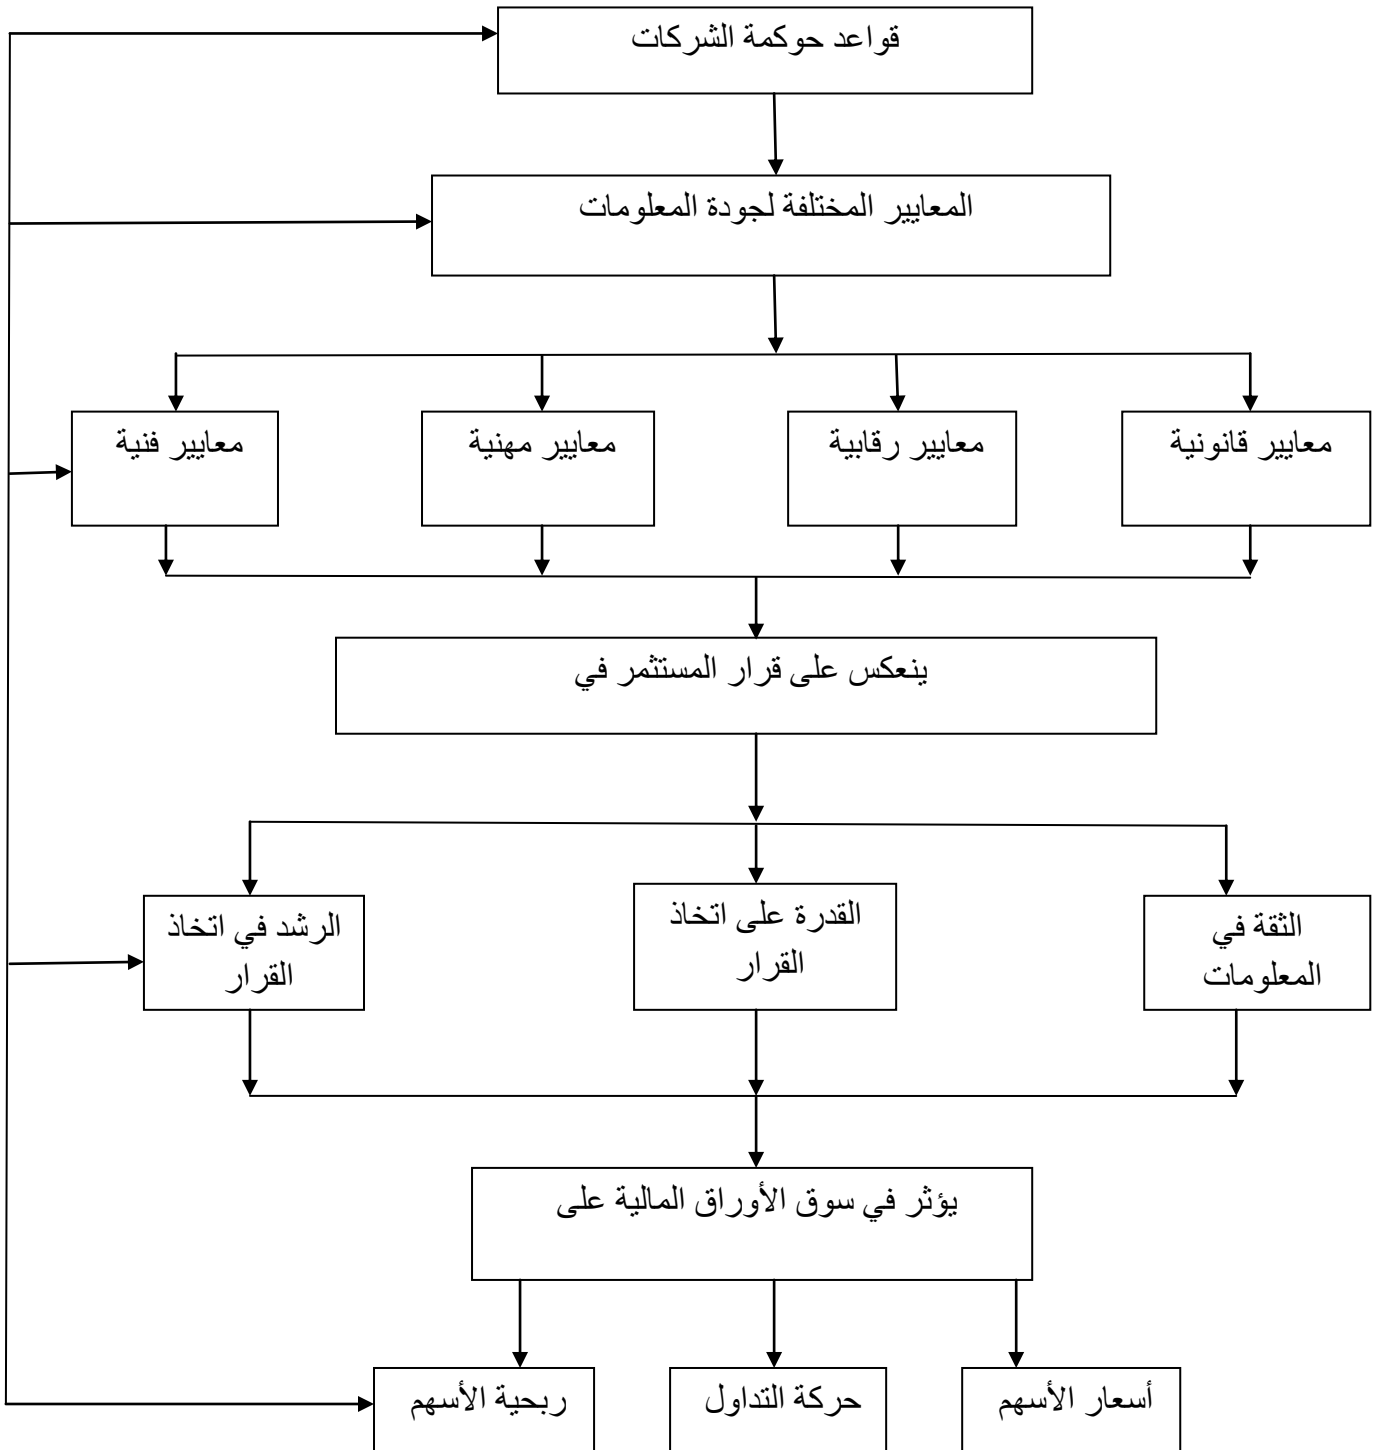 قواعد حوكمة الشركات
المعايير المختلفة لجودة المعلومات
معايير قانونية
معايير رقابية
معايير مهنية
معايير فنية
ينعكس على قرار المستثمر في
الثقة في
المعلومات
القدرة على اتخاذ
القرار
الرشد في اتخاذ
القرار
يؤثر في سوق الأوراق المالية على
أسعار الأسهم
حركة التداول
ربحية الأسهم